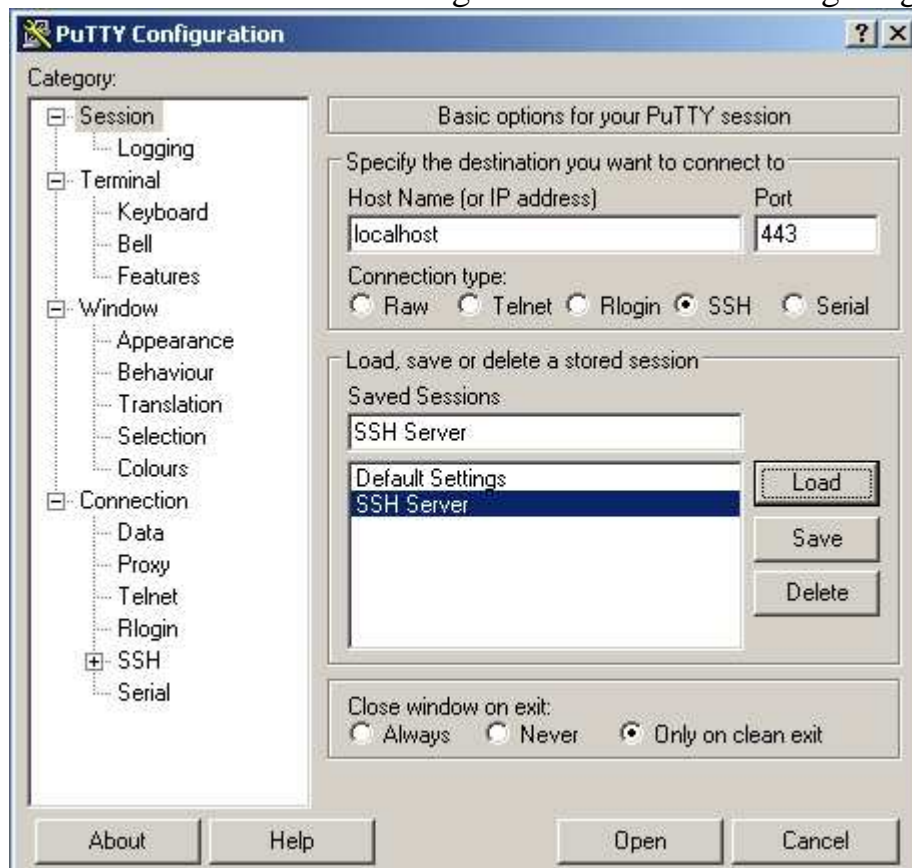 PuTTY Configuration
Category:
Session
Logging
Terminal
Keyboard
Bell
Features
Window
Appearance
Behaviour
Translation
Selection
Colours
Connection
Data
Proxy
Telnet
Rlogin
SSH
Serial
Basic options for your PuTTY session
Specify the destination you want to connect to
Host Name (or IP address) Port
localhost 443
Connection type:
Raw Telnet Rlogin SSH Serial
Load, save or delete a stored session
Saved Sessions
SSH Server
Default Settings
SSH Server
Load
Save
Delete
Close window on exit:
Always Never Only on clean exit
About Help Open Cancel